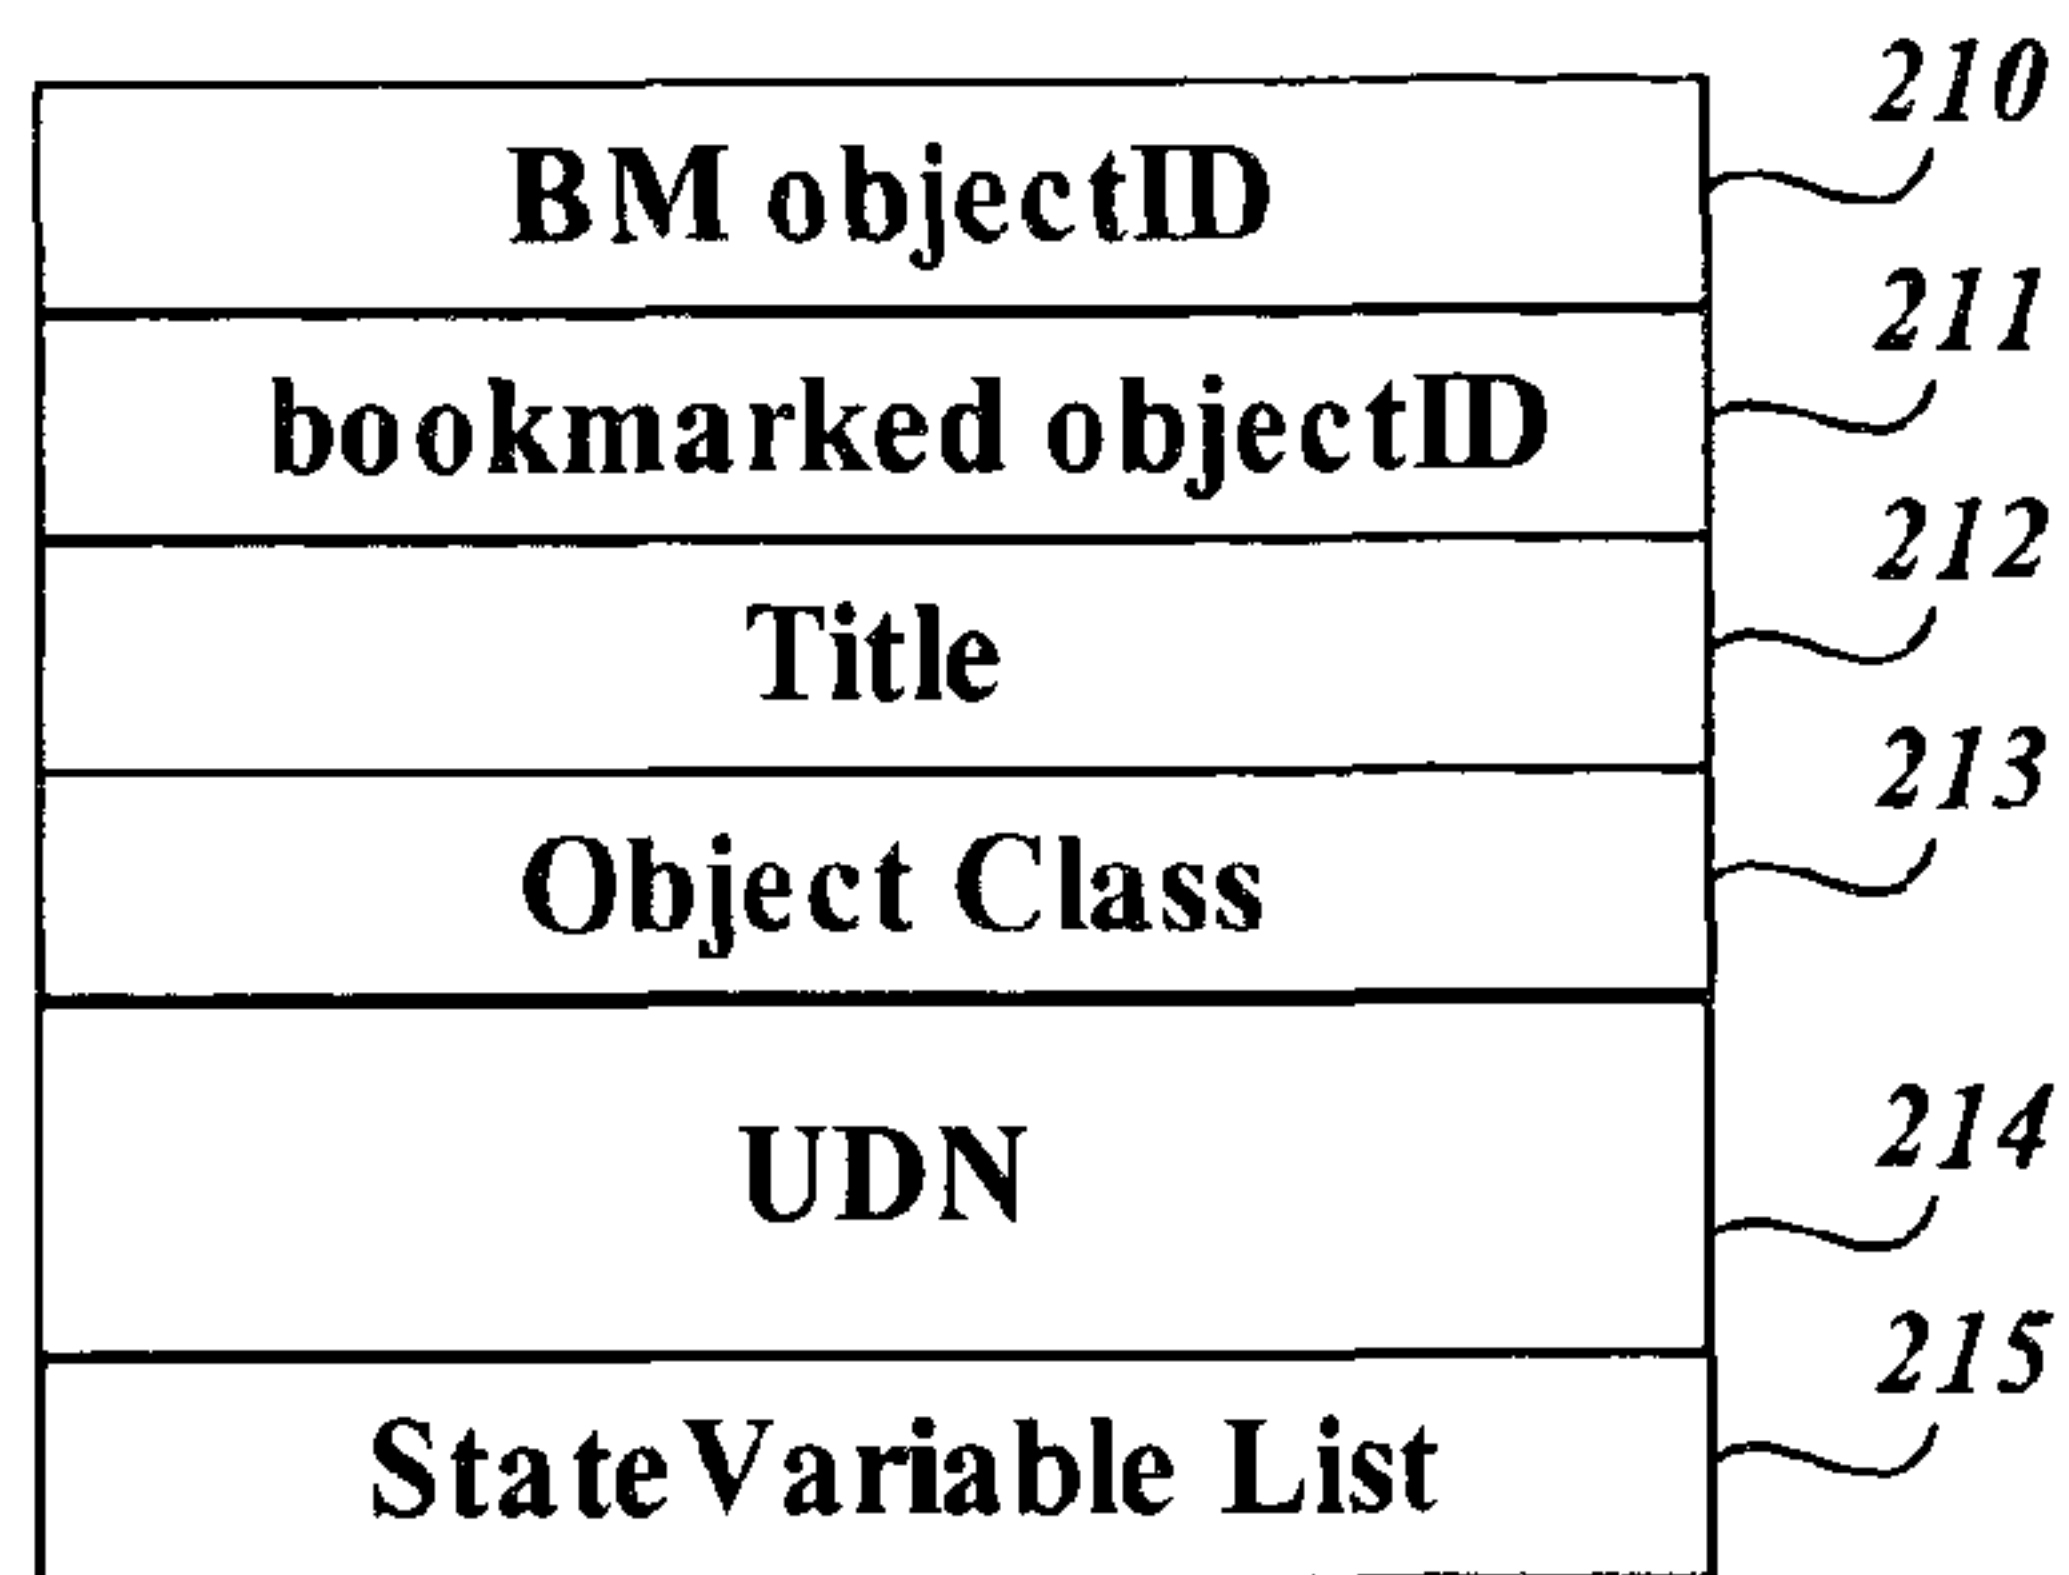 210
BM objectID
211
bookmarked objectID
212
Title
213
Object Class
214
UDN
215
StateVariable List